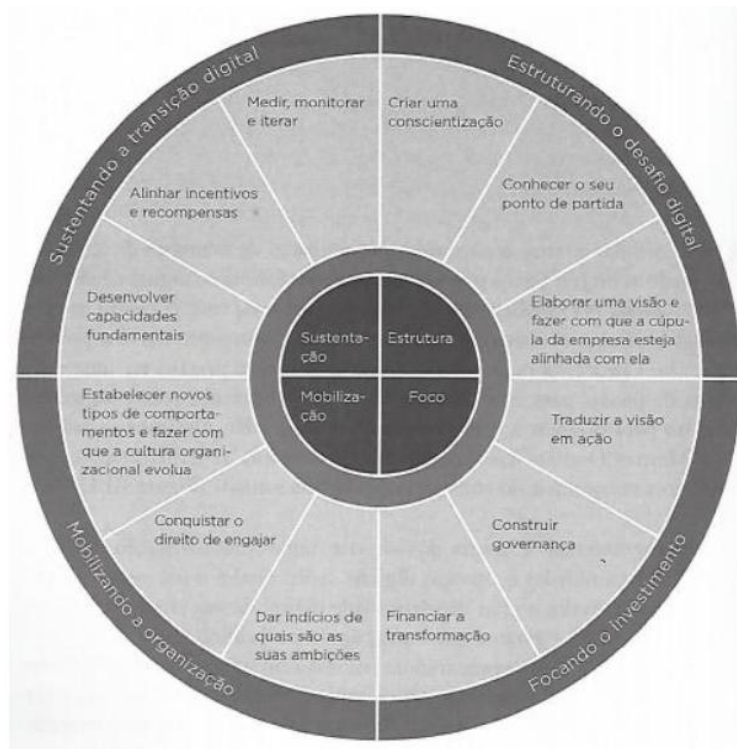 Estruturando o desafio digital
Criar uma
conscientização
Conhecer o seu
ponto de partida
Elaborar uma visão e
fazer com que a cúpu-
la da empresa esteja
alinhada com ela
Focando o investimento
Traduzir a visão
em ação
Construir
governança
Financiar a
transformação
Mobilizando a organização
Dar indícios de
quais são as
suas ambições
Conquistar o
direito de engajar
Estabelecer novos
tipos de comporta-
mentos e fazer com
que a cultura organi-
zacional evolua
Sustentando a transição digital
Desenvolver
capacidades
fundamentais
Alinhar incentivos
e recompensas
Medir, monitorar
e iterar
Sustenta-
ção
Estrutura
Mobiliza-
ção
Foco